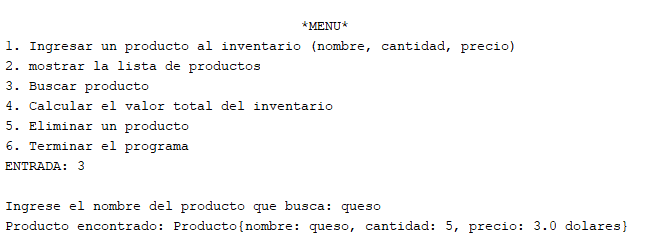 *MENU*
1. Ingresar un producto al inventario (nombre, cantidad, precio)
2. mostrar la lista de productos
3. Buscar producto
4. Calcular el valor total del inventario
5. Eliminar un producto
6. Terminar el programa
ENTRADA: 3
Ingrese el nombre del producto que busca: queso
Producto encontrado: Producto{nombre: queso, cantidad: 5, precio: 3.0 dolares}